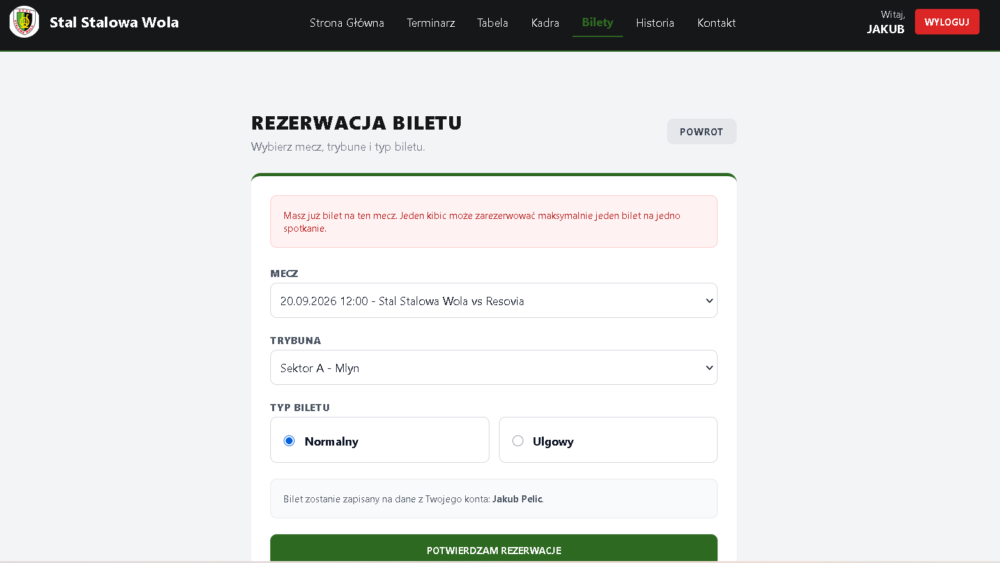 Stal Stalowa Wola
Strona Główna
Terminarz
Tabela
Kadra
Bilety
Historia
Kontakt
Witaj,
JAKUB
WYLOGUJ
REZERWACJA BILETU
Wybierz mecz, trybune i typ biletu.
POWROT
Masz już bilet na ten mecz. Jeden kibic może zarezerwować maksymalnie jeden bilet na jedno
spotkanie.
MECZ
20.09.2026 12:00 - Stal Stalowa Wola vs Resovia
TRYBUNA
Sektor A - Mlyn
TYP BILETU
Normalny
Ulgowy
Bilet zostanie zapisany na dane z Twojego konta: Jakub Pelic.
POTWIERDZAM REZERWACJE